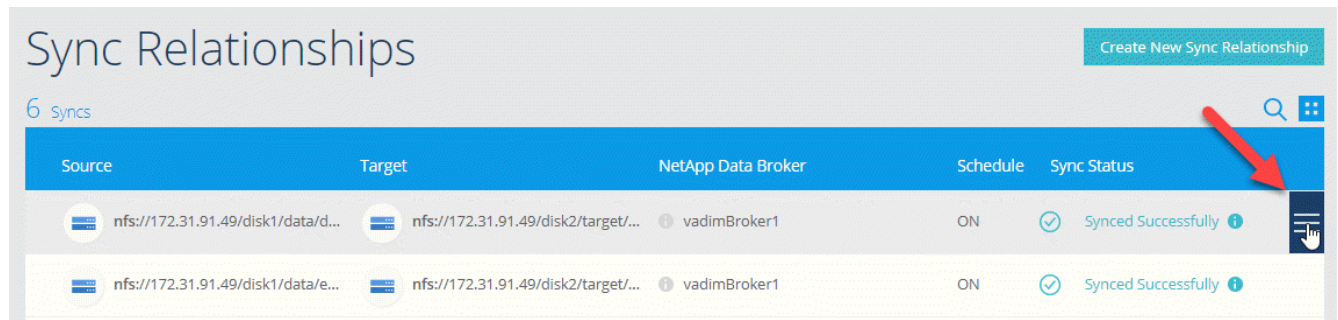 Sync Relationships
Create New Sync Relationship
6 Syncs
Source Target NetApp Data Broker Schedule Sync Status
nfs://172.31.91.49/disk1/data/d... nfs://172.31.91.49/disk2/target/... vadimBroker1 ON Synced Successfully
nfs://172.31.91.49/disk1/data/e... nfs://172.31.91.49/disk2/target/... vadimBroker1 ON Synced Successfully